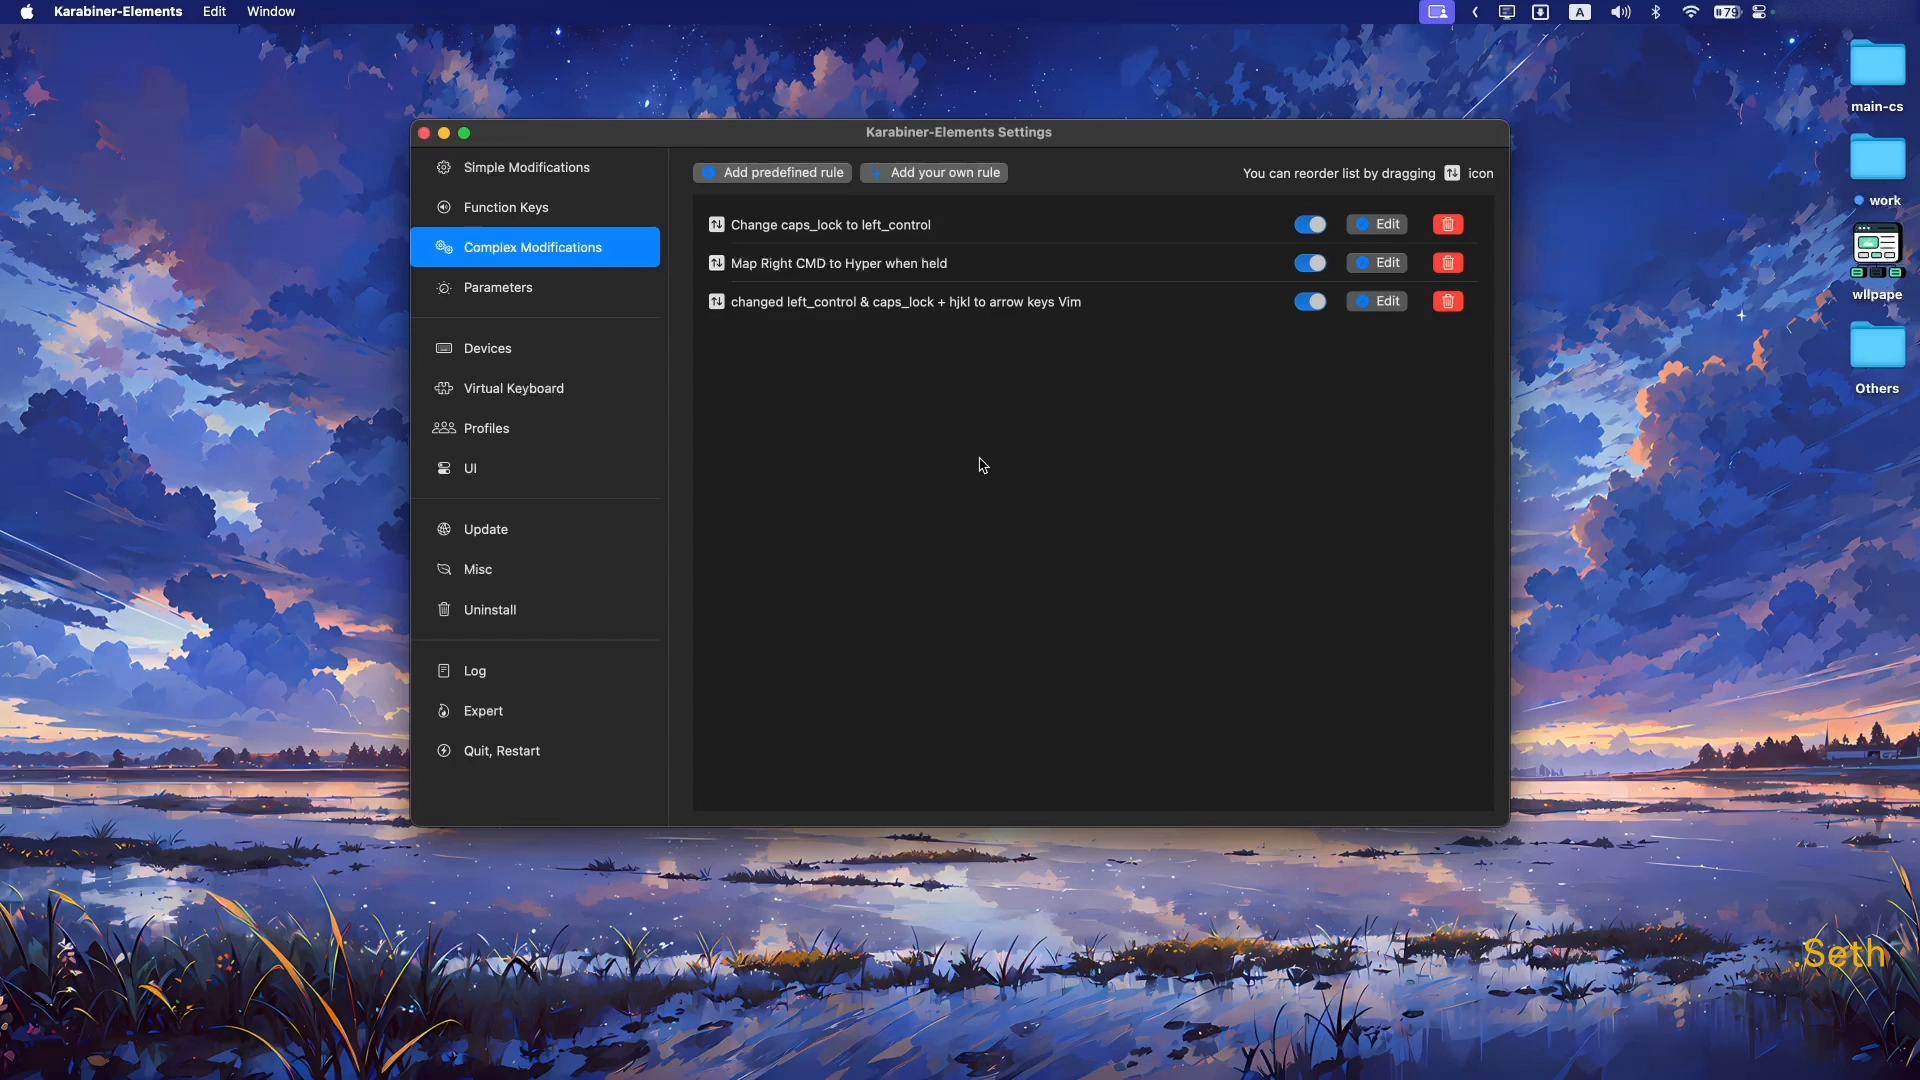 Karabiner-Elements Edit Window
A
79
main-cs
work
wllpape
Others
Karabiner-Elements Settings
Simple Modifications
Function Keys
Complex Modifications
Parameters
Devices
Virtual Keyboard
Profiles
UI
Update
Misc
Uninstall
Log
Expert
Quit, Restart
Add predefined rule Add your own rule You can reorder list by dragging icon
Change caps_lock to left_control Edit
Map Right CMD to Hyper when held Edit
changed left_control & caps_lock + hjkl to arrow keys Vim Edit
.Seth